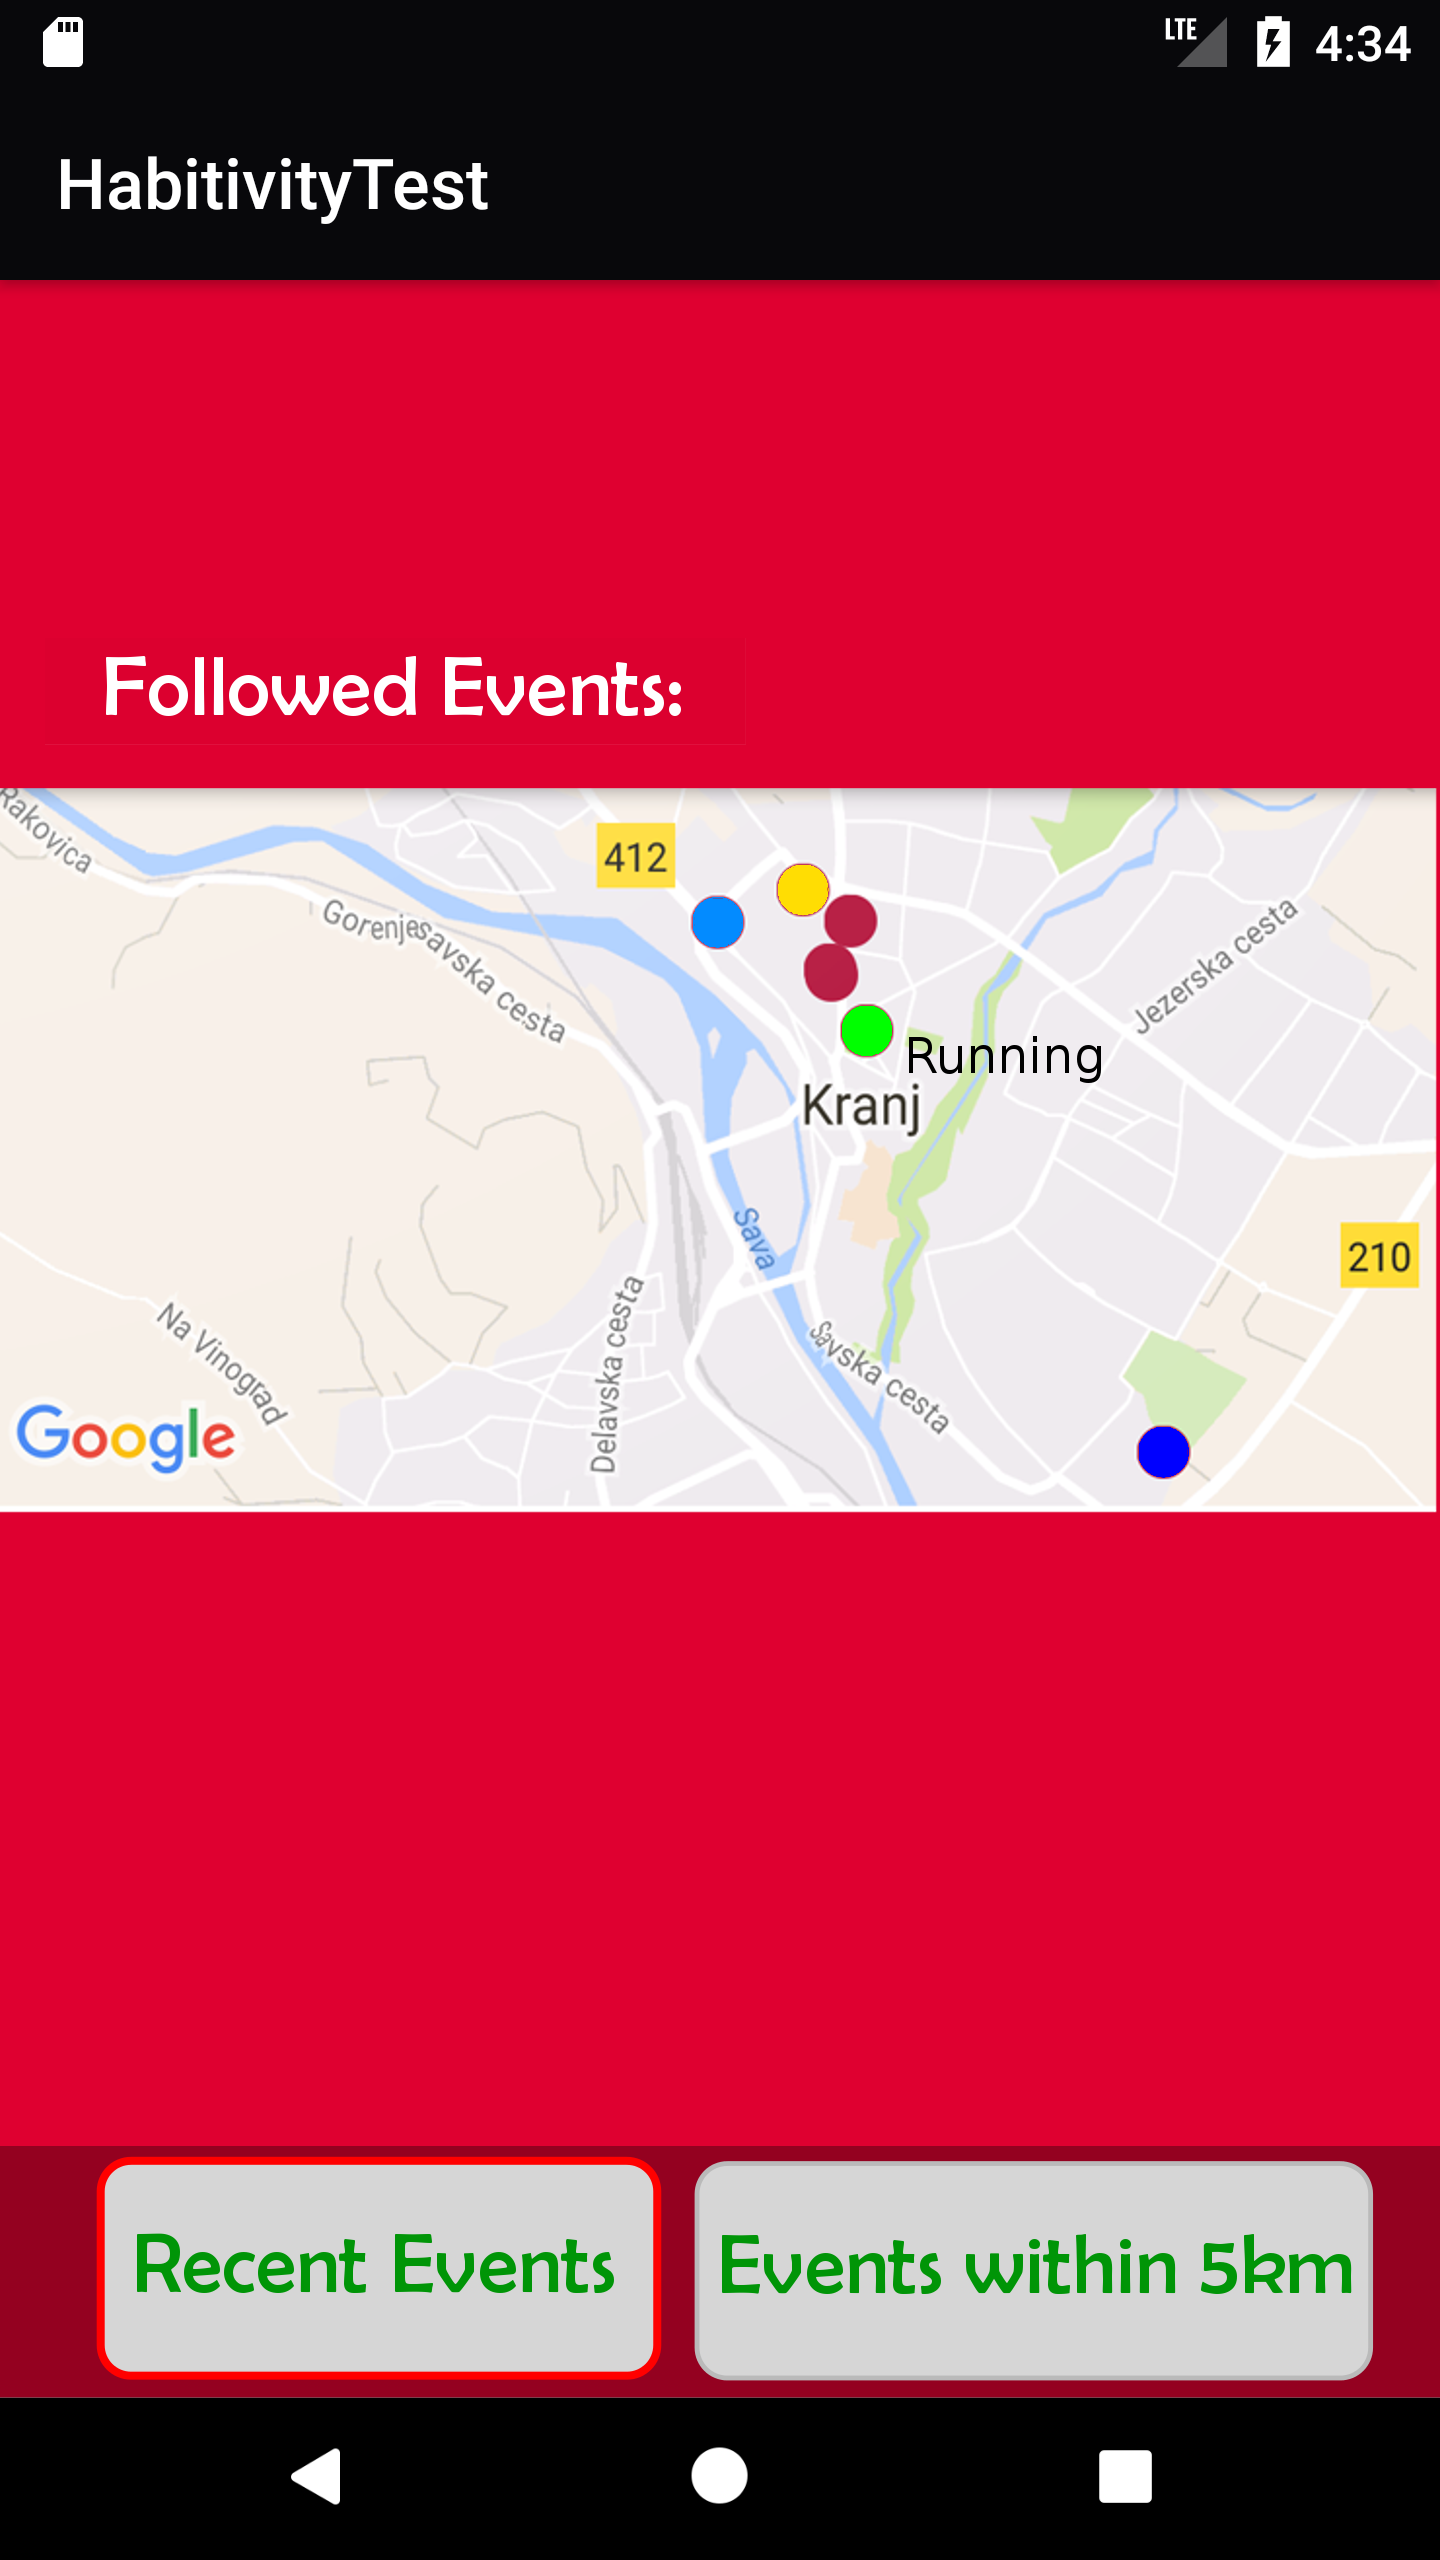 LTE 4:34
HabitivityTest
Followed Events:
Rakovica
412
Gorenjesavska cesta
Jezerska cesta
Running
Kranj
Sava
210
Na Vinograd
Delavska cesta
Savska cesta
Google
Recent Events
Events within 5km